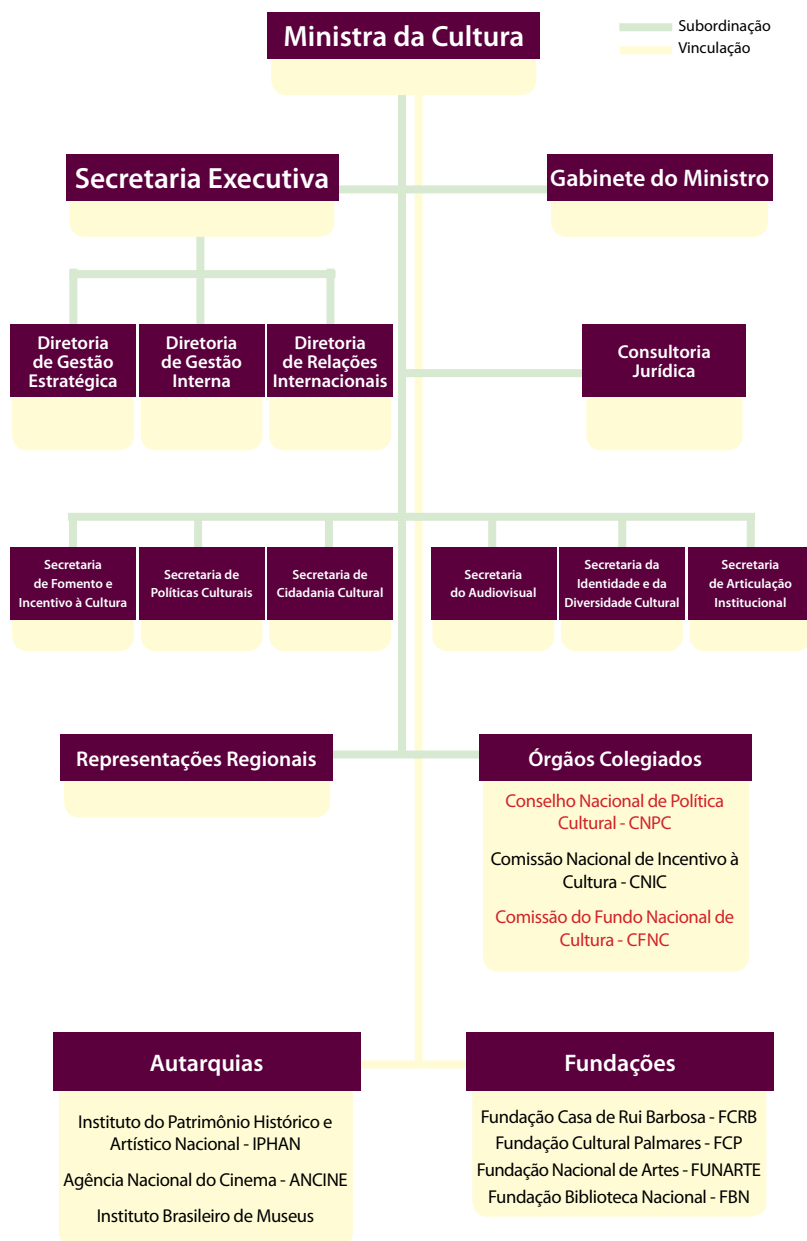 Ministra da Cultura
Subordinação
Vinculação
Secretaria Executiva
Gabinete do Ministro
Diretoria
de Gestão
Estratégica
Diretoria
de Gestão
Interna
Diretoria
de Relações
Internacionais
Consultoria
Jurídica
Secretaria
de Fomento e
Incentivo à Cultura
Secretaria de
Políticas Culturais
Secretaria de
Cidadania Cultural
Secretaria
do Audiovisual
Secretaria da
Identidade e da
Diversidade Cultural
Secretaria
de Articulação
Institucional
Representações Regionais
Órgãos Colegiados
Conselho Nacional de Política
Cultural - CNPC
Comissão Nacional de Incentivo à
Cultura - CNIC
Comissão do Fundo Nacional de
Cultura - CFNC
Autarquias
Instituto do Patrimônio Histórico e
Artístico Nacional - IPHAN
Agência Nacional do Cinema - ANCINE
Instituto Brasileiro de Museus
Fundações
Fundação Casa de Rui Barbosa - FCRB
Fundação Cultural Palmares - FCP
Fundação Nacional de Artes - FUNARTE
Fundação Biblioteca Nacional - FBN